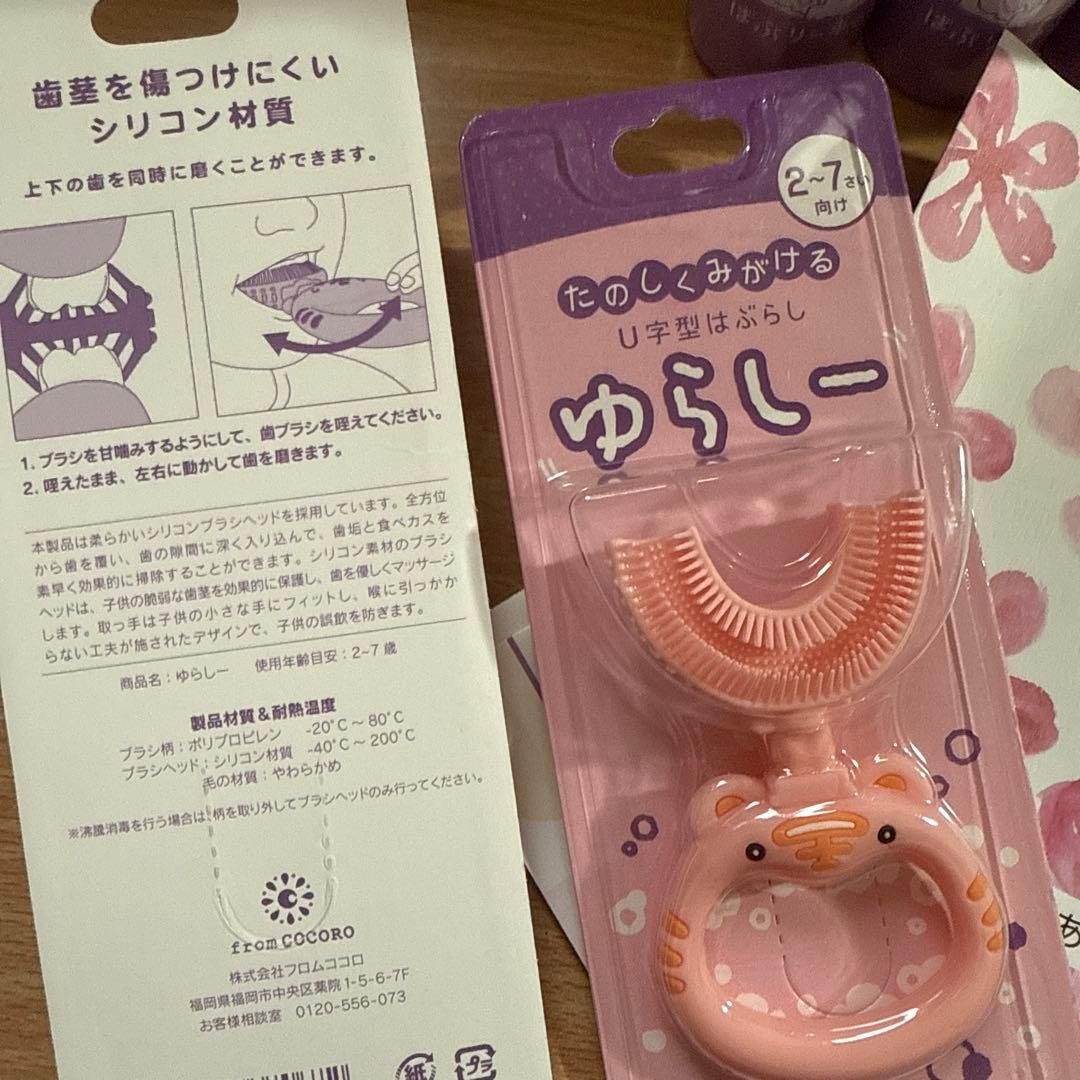 歯茎を傷つけにくい
シリコン材質
上下の歯を同時に磨くことができます。
1. ブラシを甘噛みするようにして、歯ブラシを咥えてください。
2. 咥えたまま、左右に動かして歯を磨きます。
本製品は柔らかいシリコンブラシヘッドを採用しています。全方位
から歯を覆い、歯の隙間に深く入り込んで、歯垢と食べカスを
素早く効果的に掃除することができます。シリコン素材のブラシ
ヘッドは、子供の脆弱な歯茎を効果的に保護し、歯を優しくマッサージ
します。取っ手は子供の小さな手にフィットし、喉に引っかか
らない工夫が施されたデザインで、子供の誤飲を防ぎます。
商品名：ゆらしー 使用年齢目安：2~7 歳
製品材質＆耐熱温度
ブラシ柄：ポリプロピレン -20°C ~ 80°C
ブラシヘッド：シリコン材質 -40°C ~ 200°C
毛の材質：やわらかめ
※沸騰消毒を行う場合は、柄を取り外してブラシヘッドのみ行ってください。
from COCORO
株式会社フロムココロ
福岡県福岡市中央区薬院 1-5-6-7F
お客様相談室 0120-556-073
紙
プラ
2~7さい
向け
たのしくみがける
U字型はぶらし
ゆらしー
あ